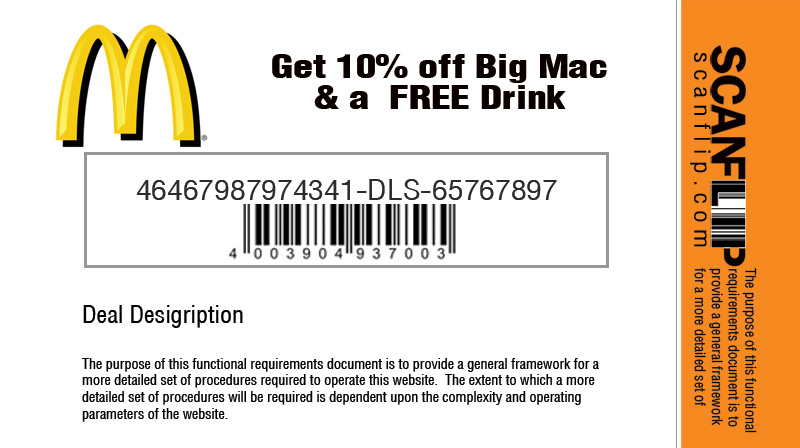 Get 10% off Big Mac
& a FREE Drink
®
46467987974341-DLS-65767897
4 003904 937003
Deal Desigription
The purpose of this functional requirements document is to provide a general framework for a
more detailed set of procedures required to operate this website. The extent to which a more
detailed set of procedures will be required is dependent upon the complexity and operating
parameters of the website.
SCANFLIP
scanflip.com
The purpose of this functional
requirements document is to
provide a general framework
for a more detailed set of